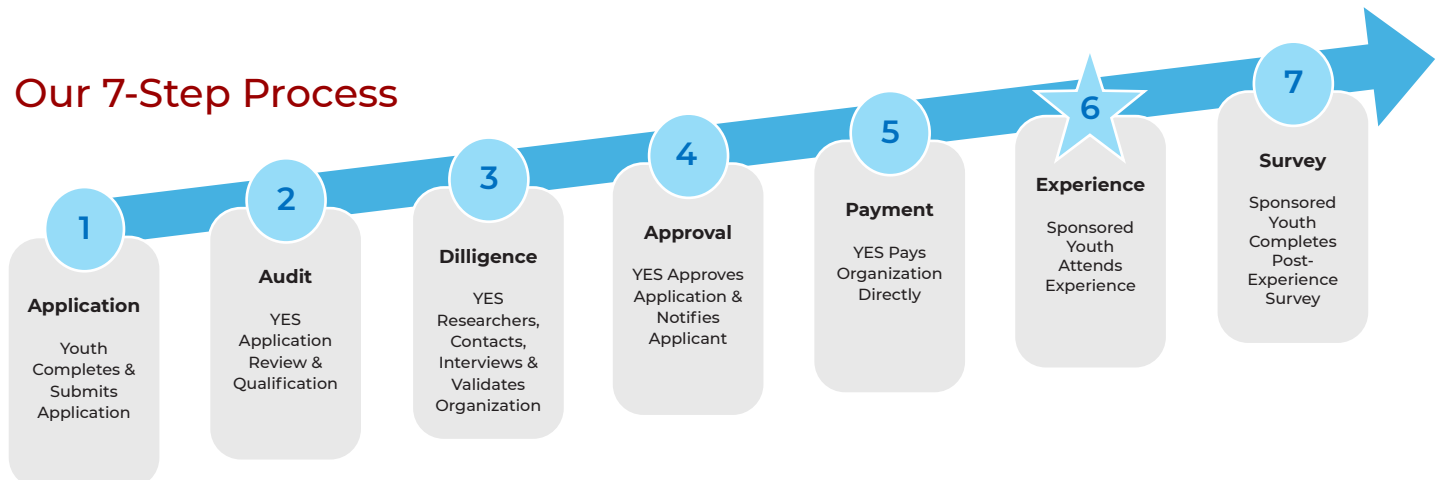 Our 7-Step Process
1
Application
Youth
Completes &
Submits
Application
2
Audit
YES
Application
Review &
Qualification
3
Dilligence
YES
Researchers,
Contacts,
Interviews &
Validates
Organization
4
Approval
YES Approves
Application &
Notifies
Applicant
5
Payment
YES Pays
Organization
Directly
6
Experience
Sponsored
Youth
Attends
Experience
7
Survey
Sponsored
Youth
Completes
Post-
Experience
Survey